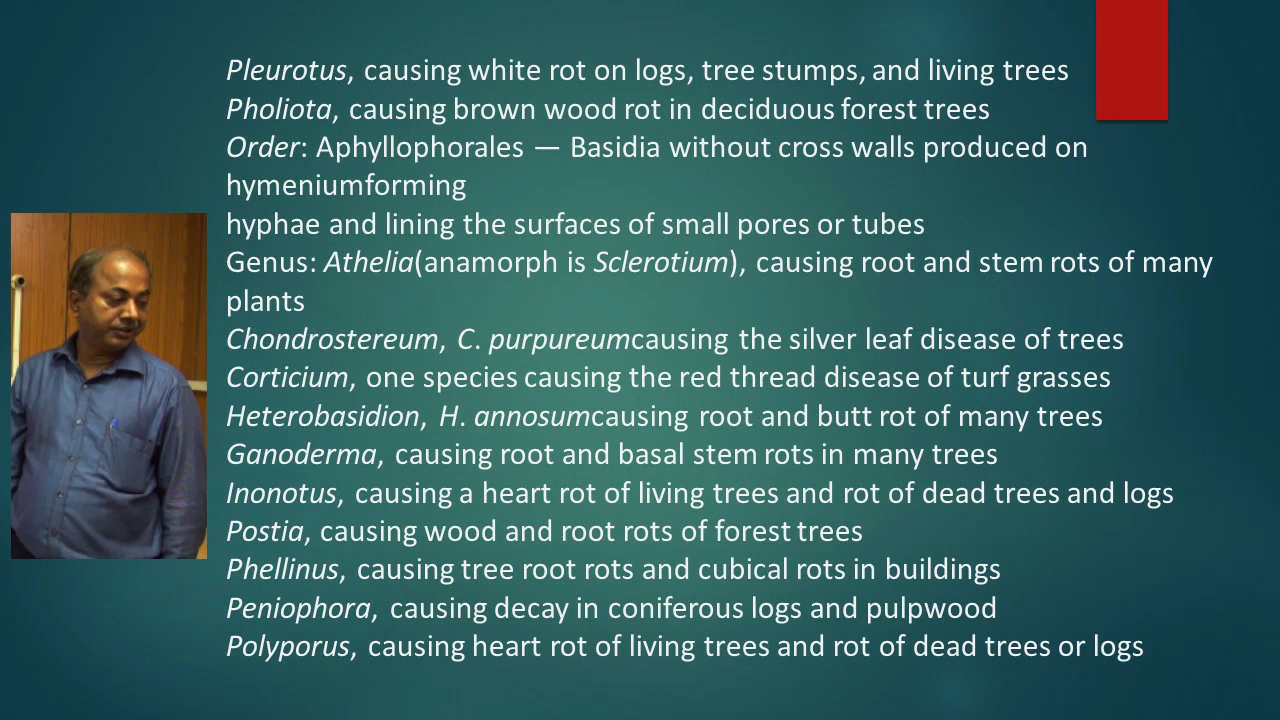 Pleurotus, causing white rot on logs, tree stumps, and living trees
Pholiota, causing brown wood rot in deciduous forest trees
Order: Aphyllophorales — Basidia without cross walls produced on
hymeniumforming
hyphae and lining the surfaces of small pores or tubes
Genus: Athelia(anamorph is Sclerotium), causing root and stem rots of many
plants
Chondrostereum, C. purpureumcausing the silver leaf disease of trees
Corticium, one species causing the red thread disease of turf grasses
Heterobasidion, H. annosumcausing root and butt rot of many trees
Ganoderma, causing root and basal stem rots in many trees
Inonotus, causing a heart rot of living trees and rot of dead trees and logs
Postia, causing wood and root rots of forest trees
Phellinus, causing tree root rots and cubical rots in buildings
Peniophora, causing decay in coniferous logs and pulpwood
Polyporus, causing heart rot of living trees and rot of dead trees or logs